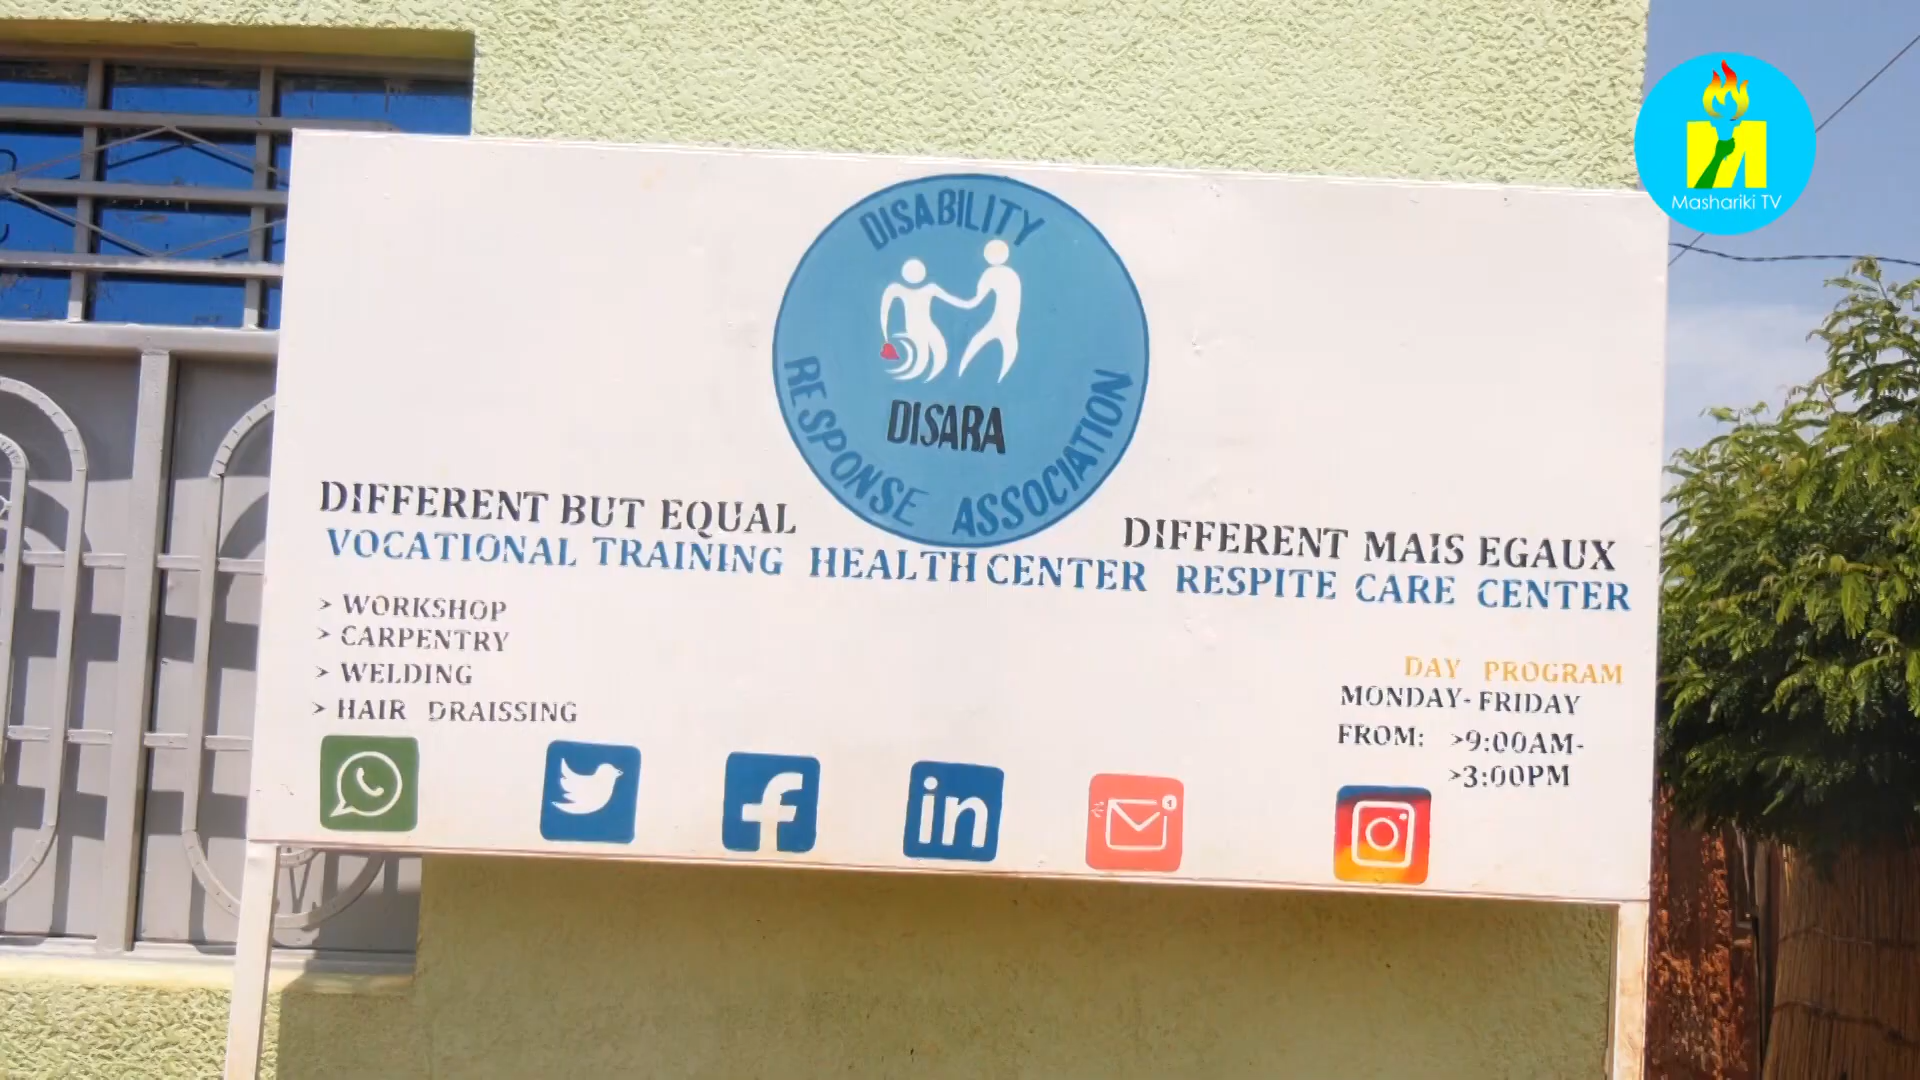 Mashariki TV
DISABILITY
RESPONSE ASSOCIATION
DISARA
DIFFERENT BUT EQUAL
DIFFERENT MAIS EGAUX
VOCATIONAL TRAINING HEALTH CENTER RESPITE CARE CENTER
> WORKSHOP
> CARPENTRY
> WELDING
> HAIR DRAISSING
DAY PROGRAM
MONDAY-FRIDAY
FROM: >9:00AM-
>3:00PM